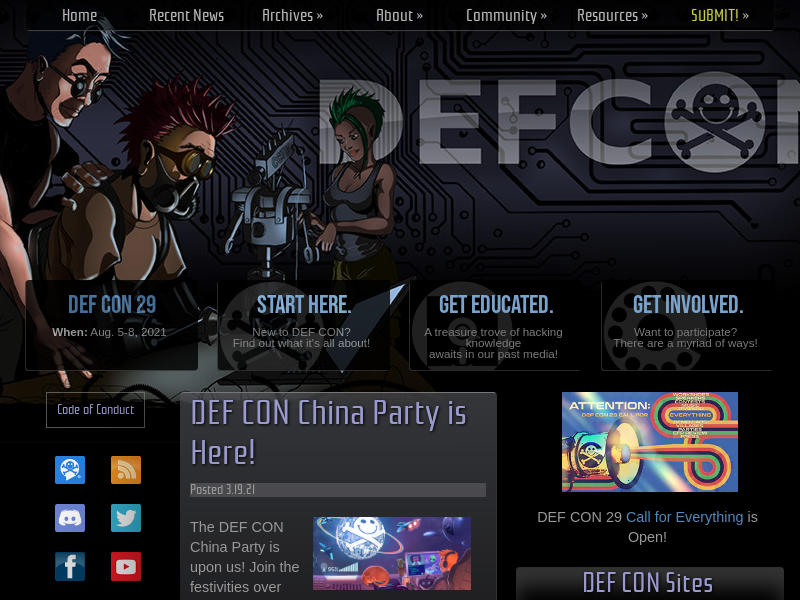 Home Recent News Archives » About » Community » Resources » SUBMIT! »
DEFCON
DEF CON 29
When: Aug. 5-8, 2021
START HERE.
New to DEF CON?
Find out what it's all about!
GET EDUCATED.
A treasure trove of hacking
knowledge
awaits in our past media!
GET INVOLVED.
Want to participate?
There are a myriad of ways!
Code of Conduct
DEF CON China Party is
Here!
Posted 3.19.21
The DEF CON
China Party is
upon us! Join the
festivities over
ATTENTION:
DEF CON 29 CALL FOR
EVERYTHING
DEF CON 29 Call for Everything is
Open!
DEF CON Sites